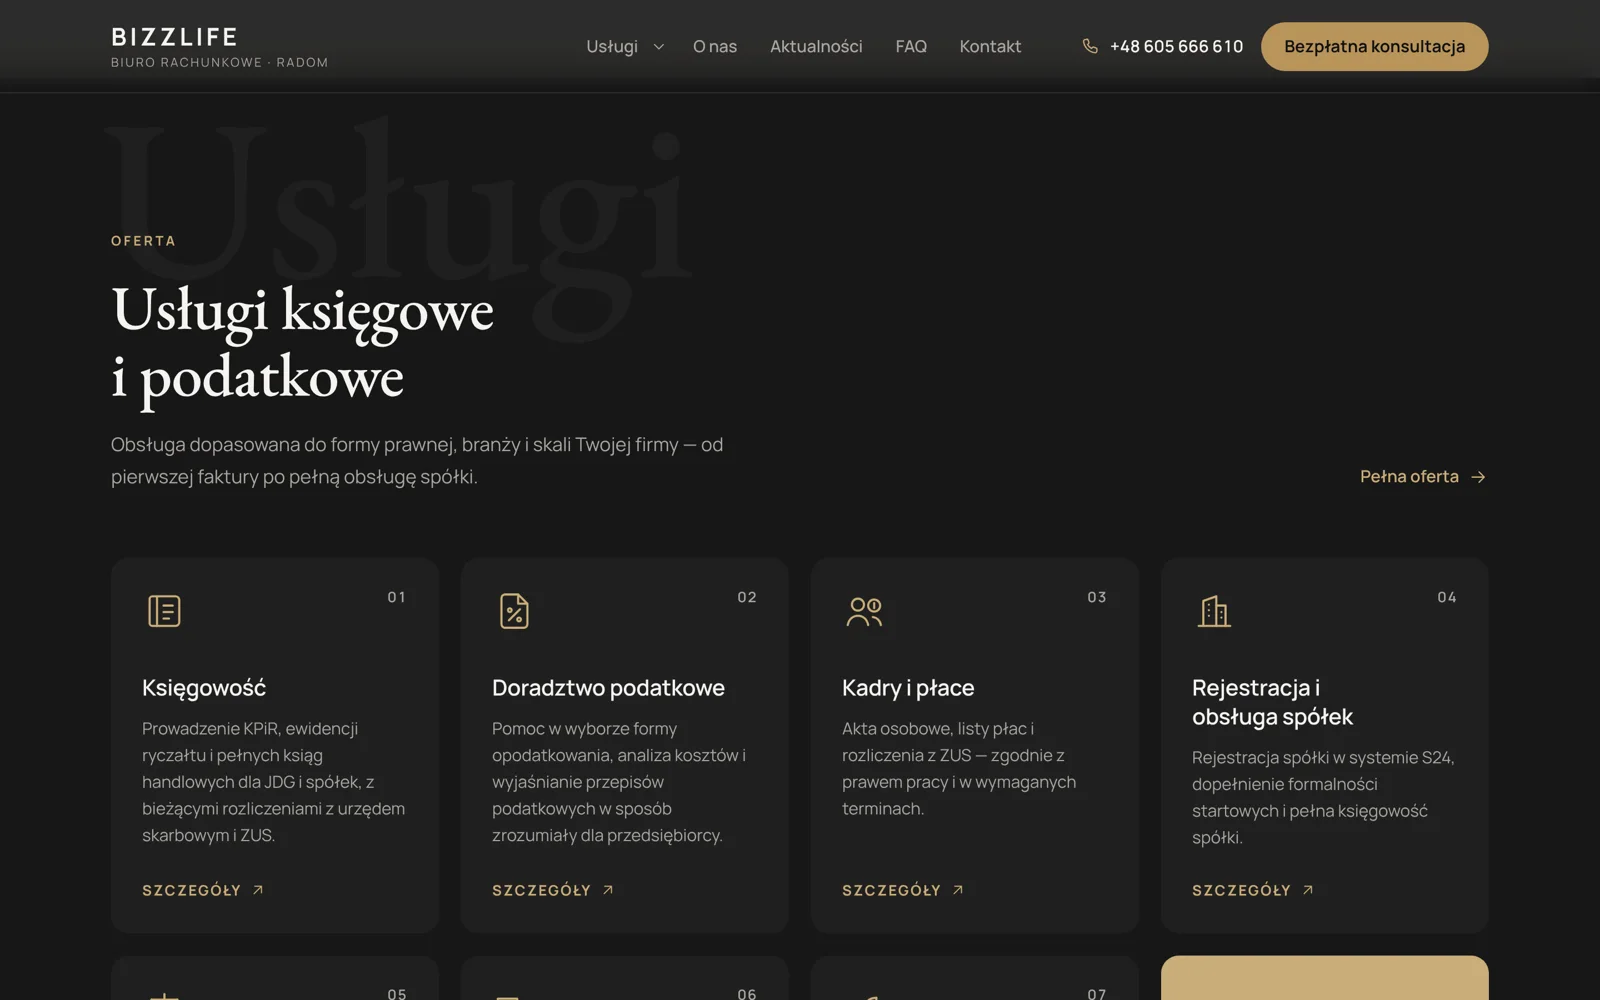 BIZZLIFE
BIURO RACHUNKOWE · RADOM
Usługi
O nas
Aktualności
FAQ
Kontakt
+48 605 666 610
Bezpłatna konsultacja
Usługi
OFERTA
Usługi księgowe
i podatkowe
Obsługa dopasowana do formy prawnej, branży i skali Twojej firmy — od
pierwszej faktury po pełną obsługę spółki.
Pełna oferta →
01
Księgowość
Prowadzenie KPiR, ewidencji
ryczałtu i pełnych ksiąg
handlowych dla JDG i spółek, z
bieżącymi rozliczeniami z urzędem
skarbowym i ZUS.
SZCZEGÓŁY ↗
02
Doradztwo podatkowe
Pomoc w wyborze formy
opodatkowania, analiza kosztów i
wyjaśnianie przepisów
podatkowych w sposób
zrozumiały dla przedsiębiorcy.
SZCZEGÓŁY ↗
03
Kadry i płace
Akta osobowe, listy płac i
rozliczenia z ZUS — zgodnie z
prawem pracy i w wymaganych
terminach.
SZCZEGÓŁY ↗
04
Rejestracja i
obsługa spółek
Rejestracja spółki w systemie S24,
dopełnienie formalności
startowych i pełna księgowość
spółki.
SZCZEGÓŁY ↗
05
06
07